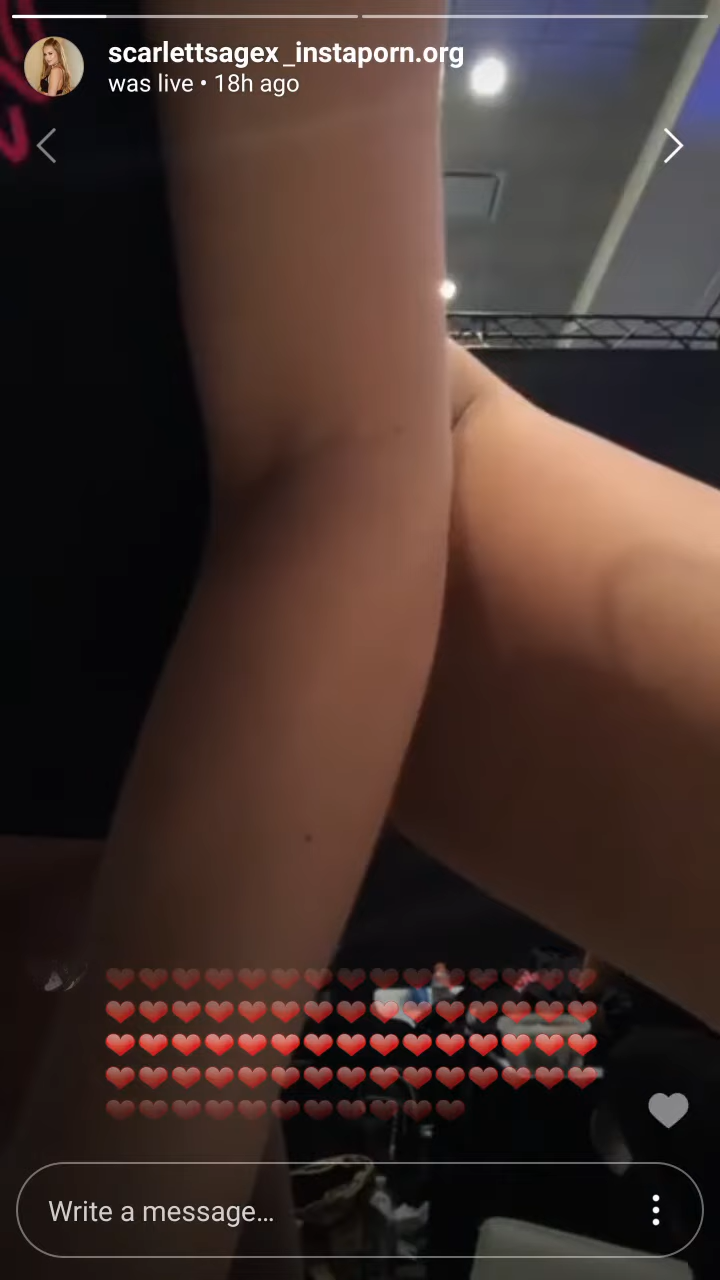 scarlettsagex_instaporn.org
was live • 18h ago
Write a message...